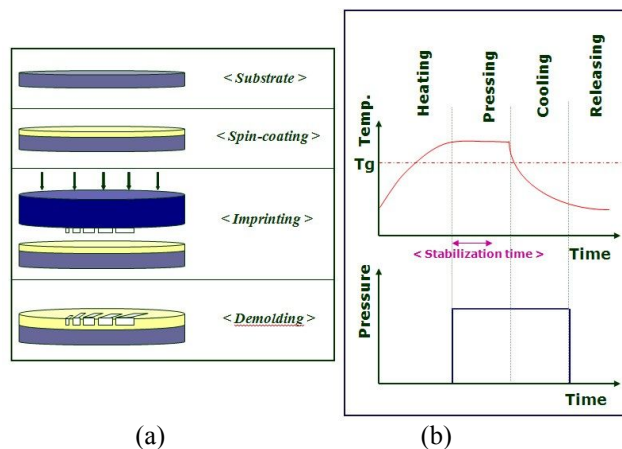 < Substrate >
< Spin-coating >
< Imprinting >
< Demolding >
(a)
Heating
Pressing
Cooling
Releasing
Temp.
Tg
< Stabilization time >
Time
Pressure
Time
(b)